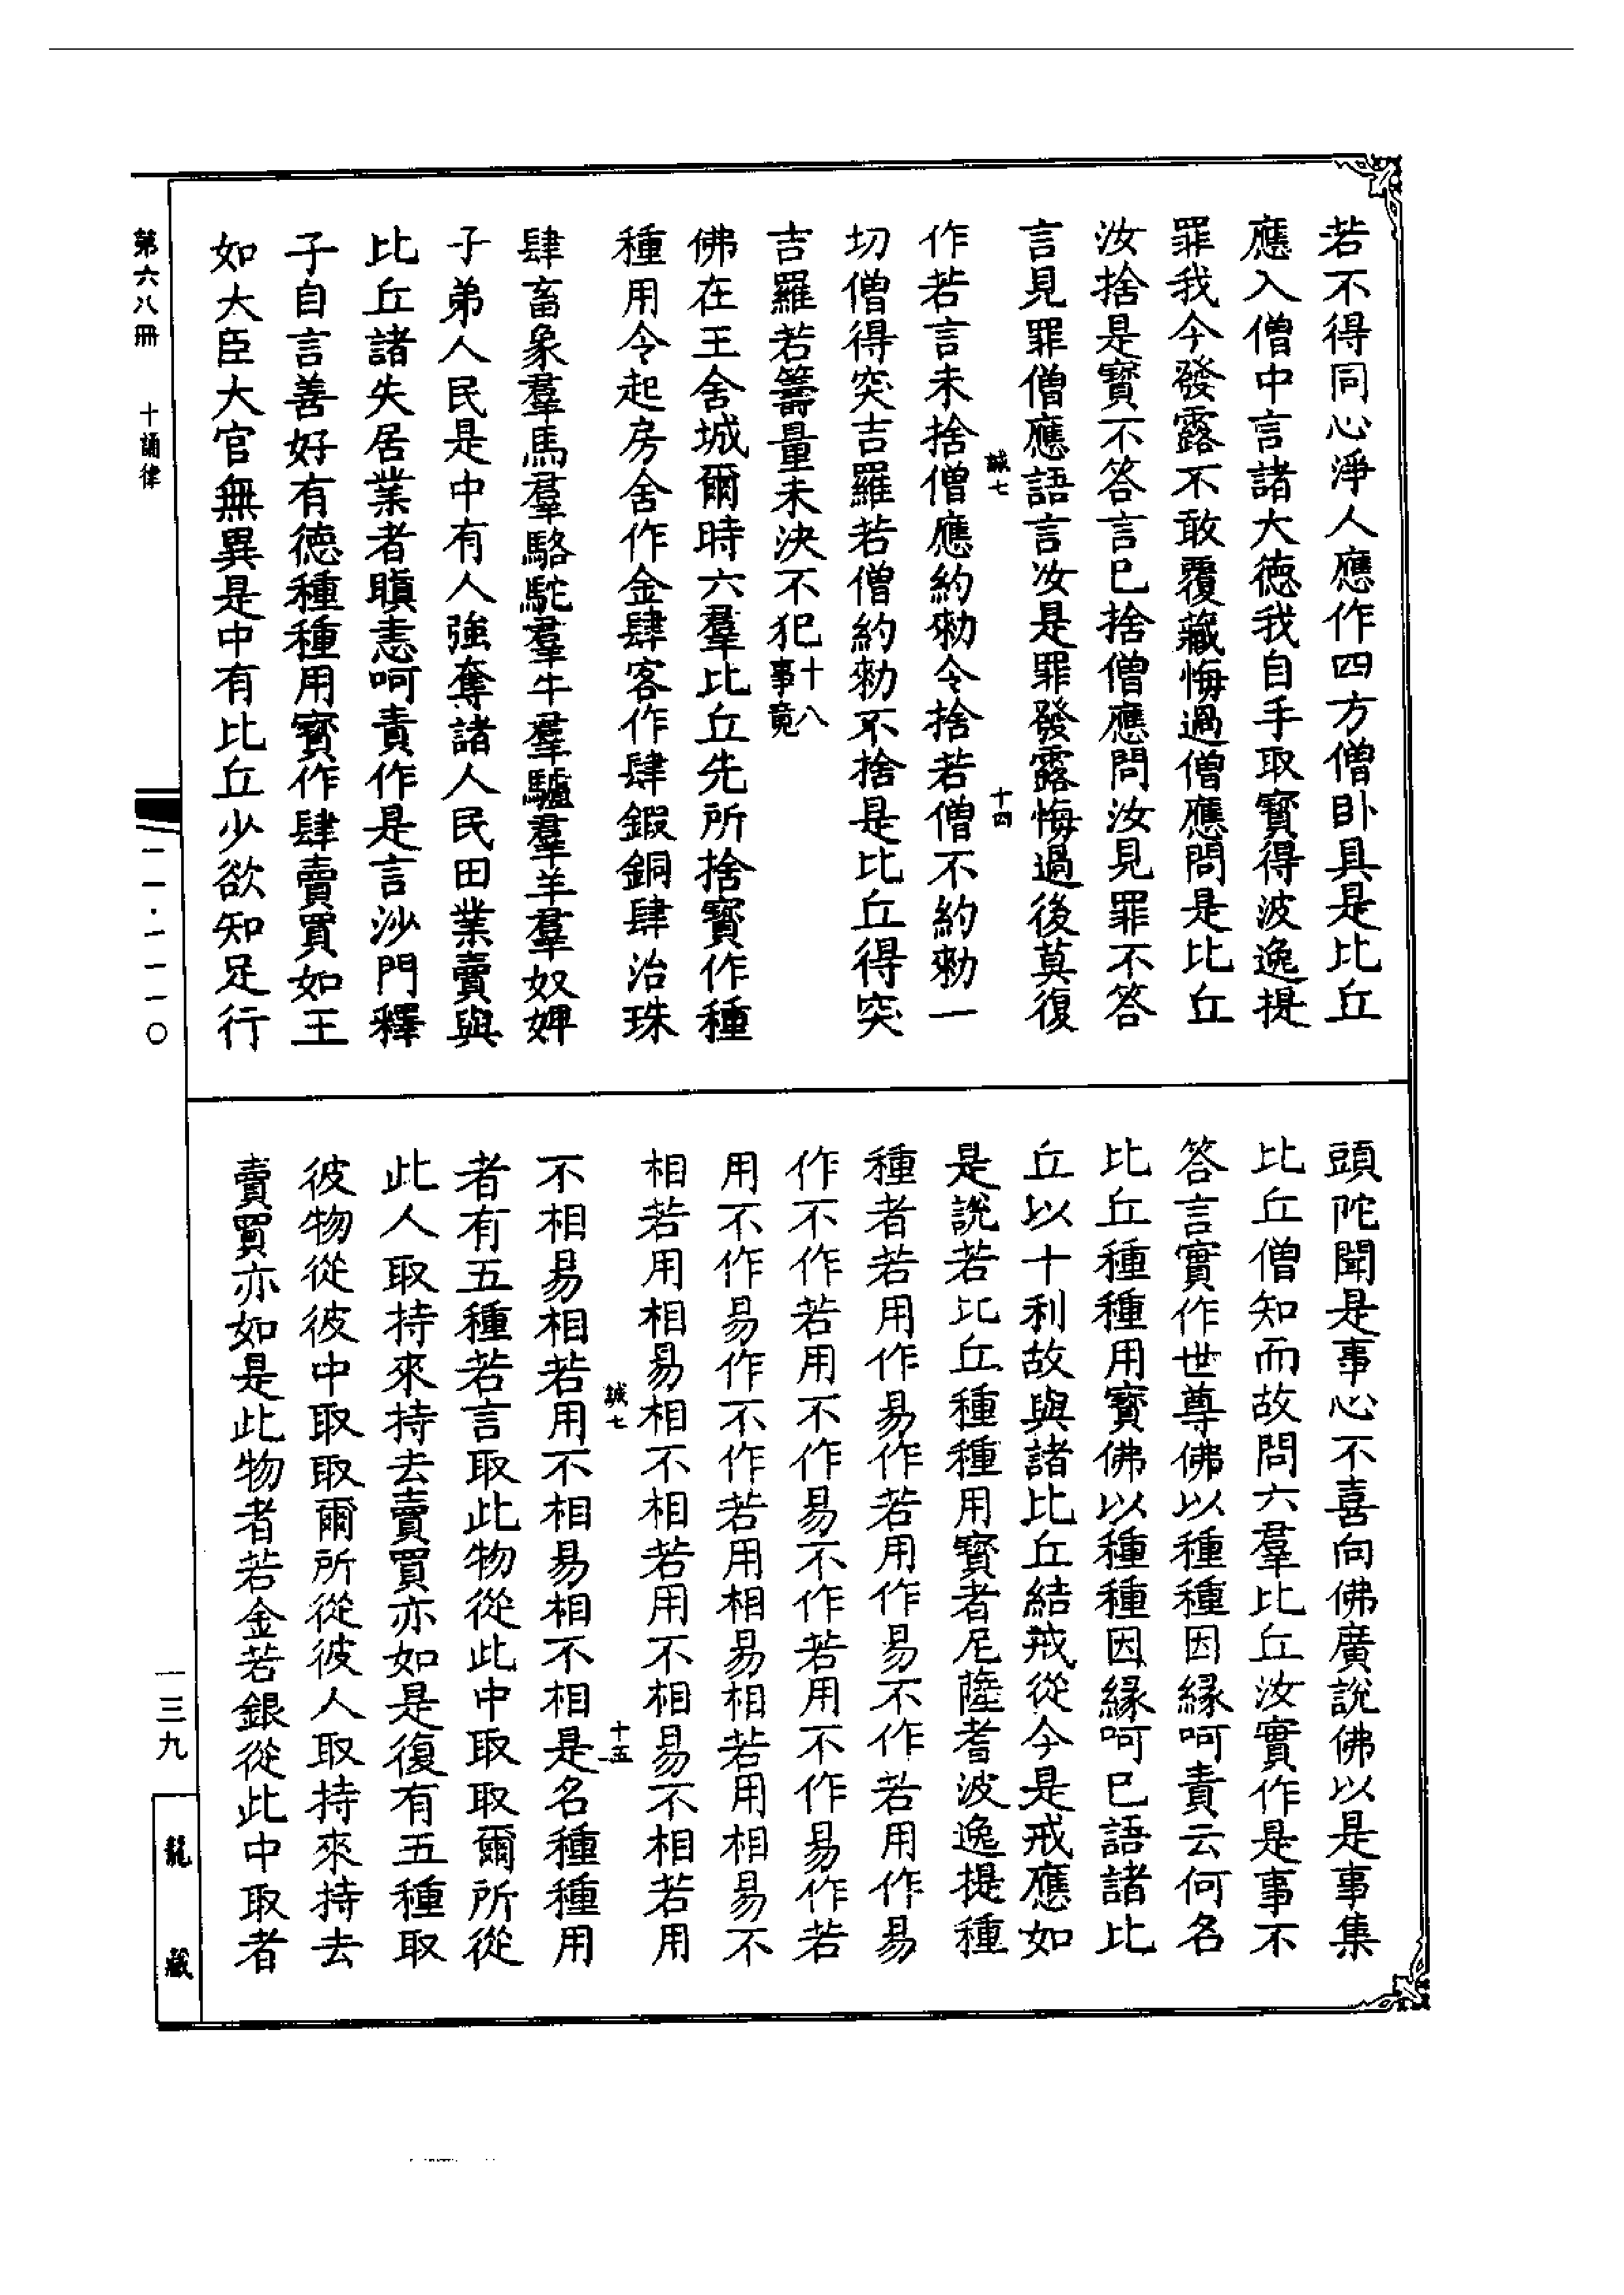 若不得同心淨人應作四方僧卧具是比丘
應入僧中言諸大德我自手取寶得波逸提
罪我今發露不敢覆藏悔過僧應問是比丘
汝捨是寶不答言已捨僧應問汝見罪不答
言見罪僧應語言汝是罪發露悔過後莫復
誠七 十四
作若言未捨僧應約勑令捨若僧不約勑一
切僧得突吉羅若僧約勑不捨是比丘得突
吉羅若籌量未決不犯十八事竟
佛在王舍城爾時六羣比丘先所捨寶作種
種用令起房舍作金肆客作肆鍛銅肆治珠
肆畜象羣馬羣駱駝羣牛羣驢羣羊羣奴婢
子弟人民是中有人強奪諸人民田業賣與
比丘諸失居業者瞋恚呵責作是言沙門釋
子自言善好有德種種用寶作肆賣買如王
如大臣大官無異是中有比丘少欲知足行
頭陀聞是事心不喜向佛廣說佛以是事集
比丘僧知而故問六羣比丘汝實作是事不
答言實作世尊佛以種種因緣呵責云何名
比丘種種用寶佛以種種因緣呵已語諸比
丘以十利故與諸比丘結戒從今是戒應如
是說若比丘種種用寶者尼薩耆波逸提種
種者若用作易作若用作易不作若用作易
作不作若用不作易不作若用不作易作若
用不作易作不作若用相易相若用相易不
相若用相易相不相若用不相易不相若用
誠七 十五
不相易相若用不相易相不相是名種種用
者有五種若言取此物從此中取取爾所從
此人取持來持去賣買亦如是復有五種取
彼物從彼中取取爾所從彼人取持來持去
賣買亦如是此物者若金若銀從此中取者
第六八冊 十誦律
一一·一一一〇
一三九
龍藏